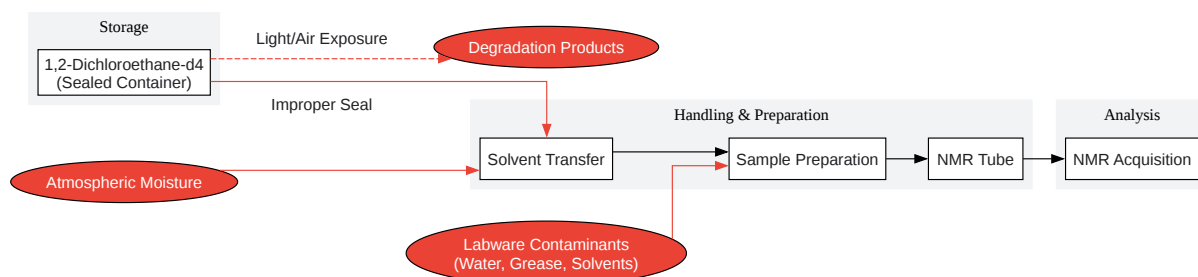 Storage
1,2-Dichloroethane-d4
(Sealed Container)
Light/Air Exposure
Improper Seal
Degradation Products
Handling & Preparation
Analysis
Solvent Transfer
Sample Preparation
NMR Tube
NMR Acquisition
Atmospheric Moisture
Labware Contaminants
(Water, Grease, Solvents)